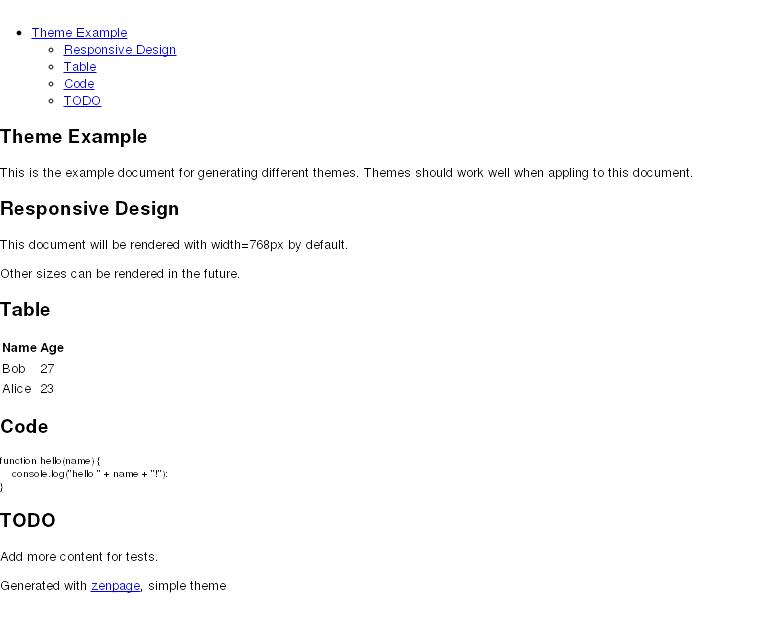 Theme Example
Responsive Design
Table
Code
TODO
Theme Example
This is the example document for generating different themes. Themes should work well when appling to this document.
Responsive Design
This document will be rendered with width=768px by default.
Other sizes can be rendered in the future.
Table
Name Age
Bob 27
Alice 23
Code
function hello(name) {
    console.log("hello " + name + "!");
}
TODO
Add more content for tests.
Generated with zenpage, simple theme